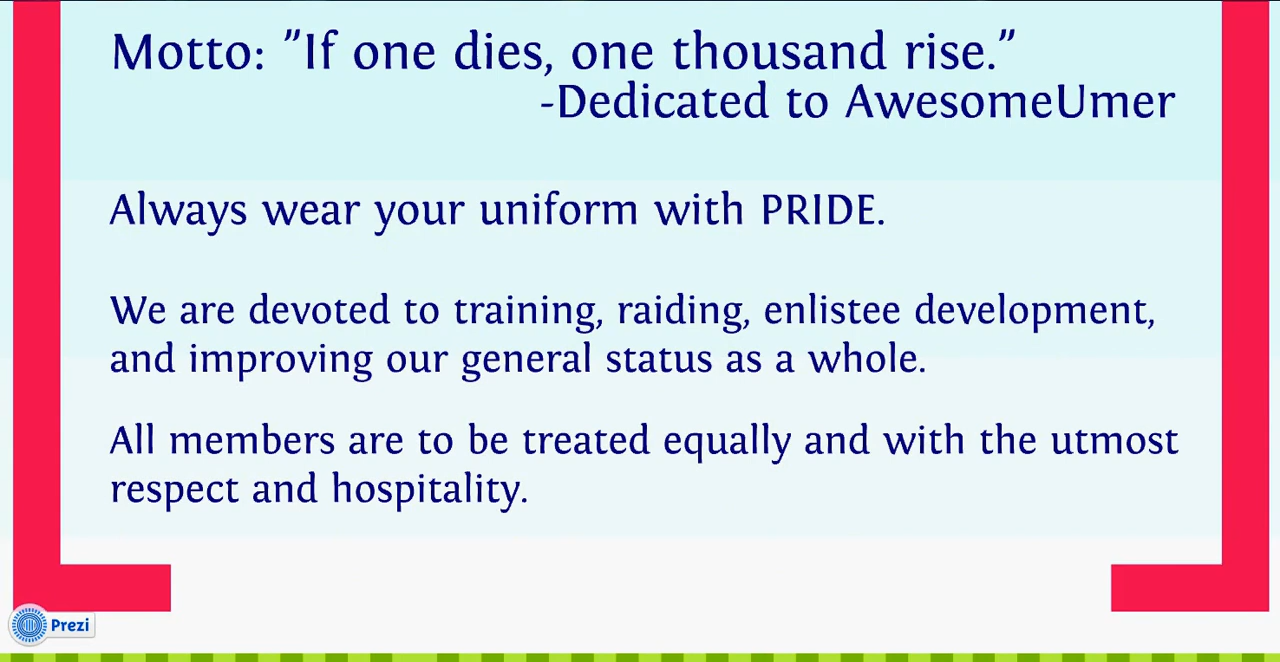 Motto: "If one dies, one thousand rise."
-Dedicated to AwesomeUmer
Always wear your uniform with PRIDE.
We are devoted to training, raiding, enlistee development,
and improving our general status as a whole.
All members are to be treated equally and with the utmost
respect and hospitality.
Prezi